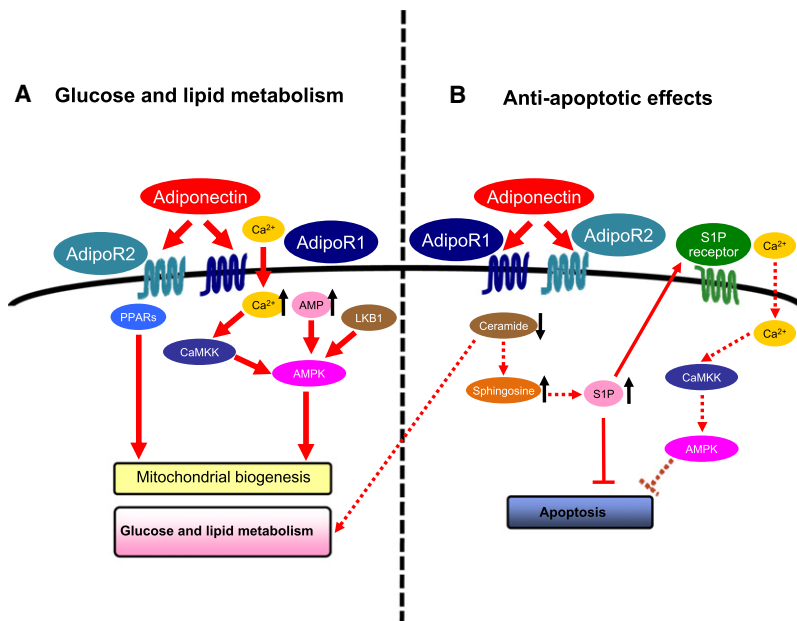 A Glucose and lipid metabolism
Adiponectin
Ca²⁺
AdipoR2
AdipoR1
PPARs
Ca²⁺
AMP
LKB1
CaMKK
AMPK
Mitochondrial biogenesis
Glucose and lipid metabolism
B Anti-apoptotic effects
Adiponectin
AdipoR1
AdipoR2
S1P
receptor
Ca²⁺
Ceramide
Ca²⁺
Sphingosine
S1P
CaMKK
AMPK
Apoptosis